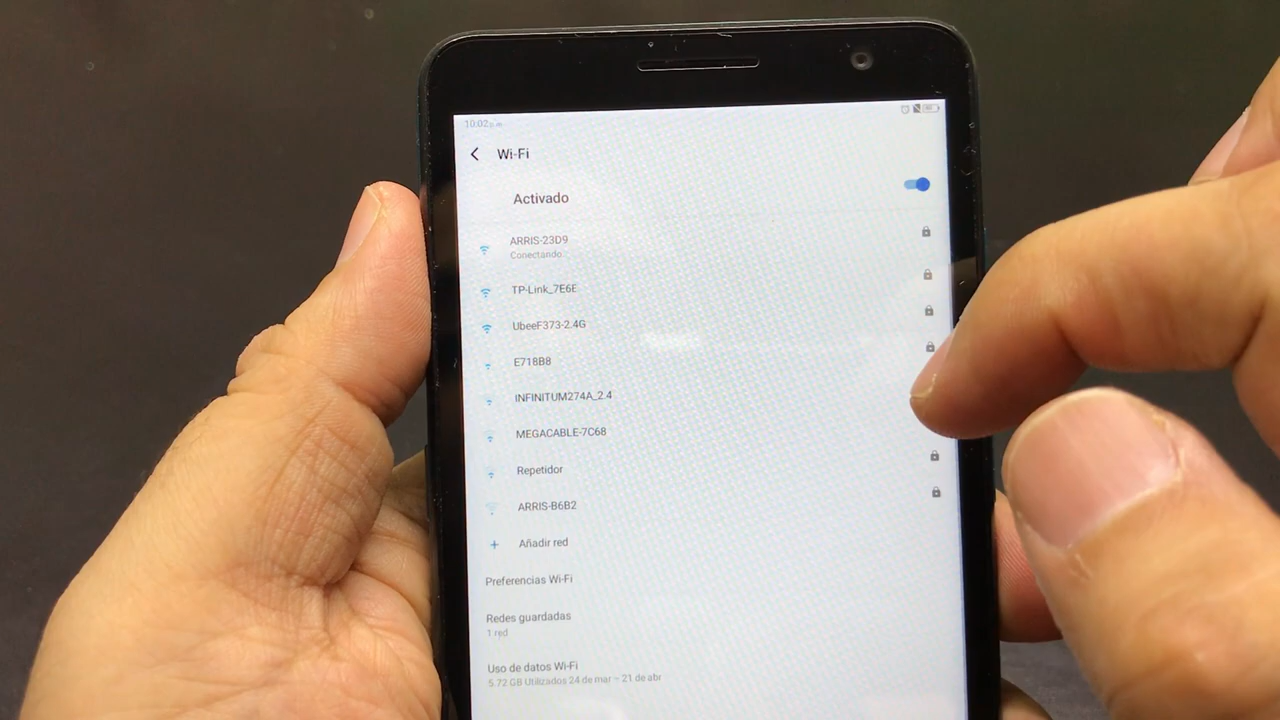 10:02
Wi-Fi
Activado
ARRIS-23D9
Conectando...
TP-Link_7E6E
UbeeF373-2.4G
E718B8
INFINITUM274A_2.4
MEGACABLE-7C68
Repetidor
ARRIS-B6B2
+ Añadir red
Preferencias Wi-Fi
Redes guardadas
1 red
Uso de datos Wi-Fi
5.72 GB Utilizados 24 de mar – 21 de abr